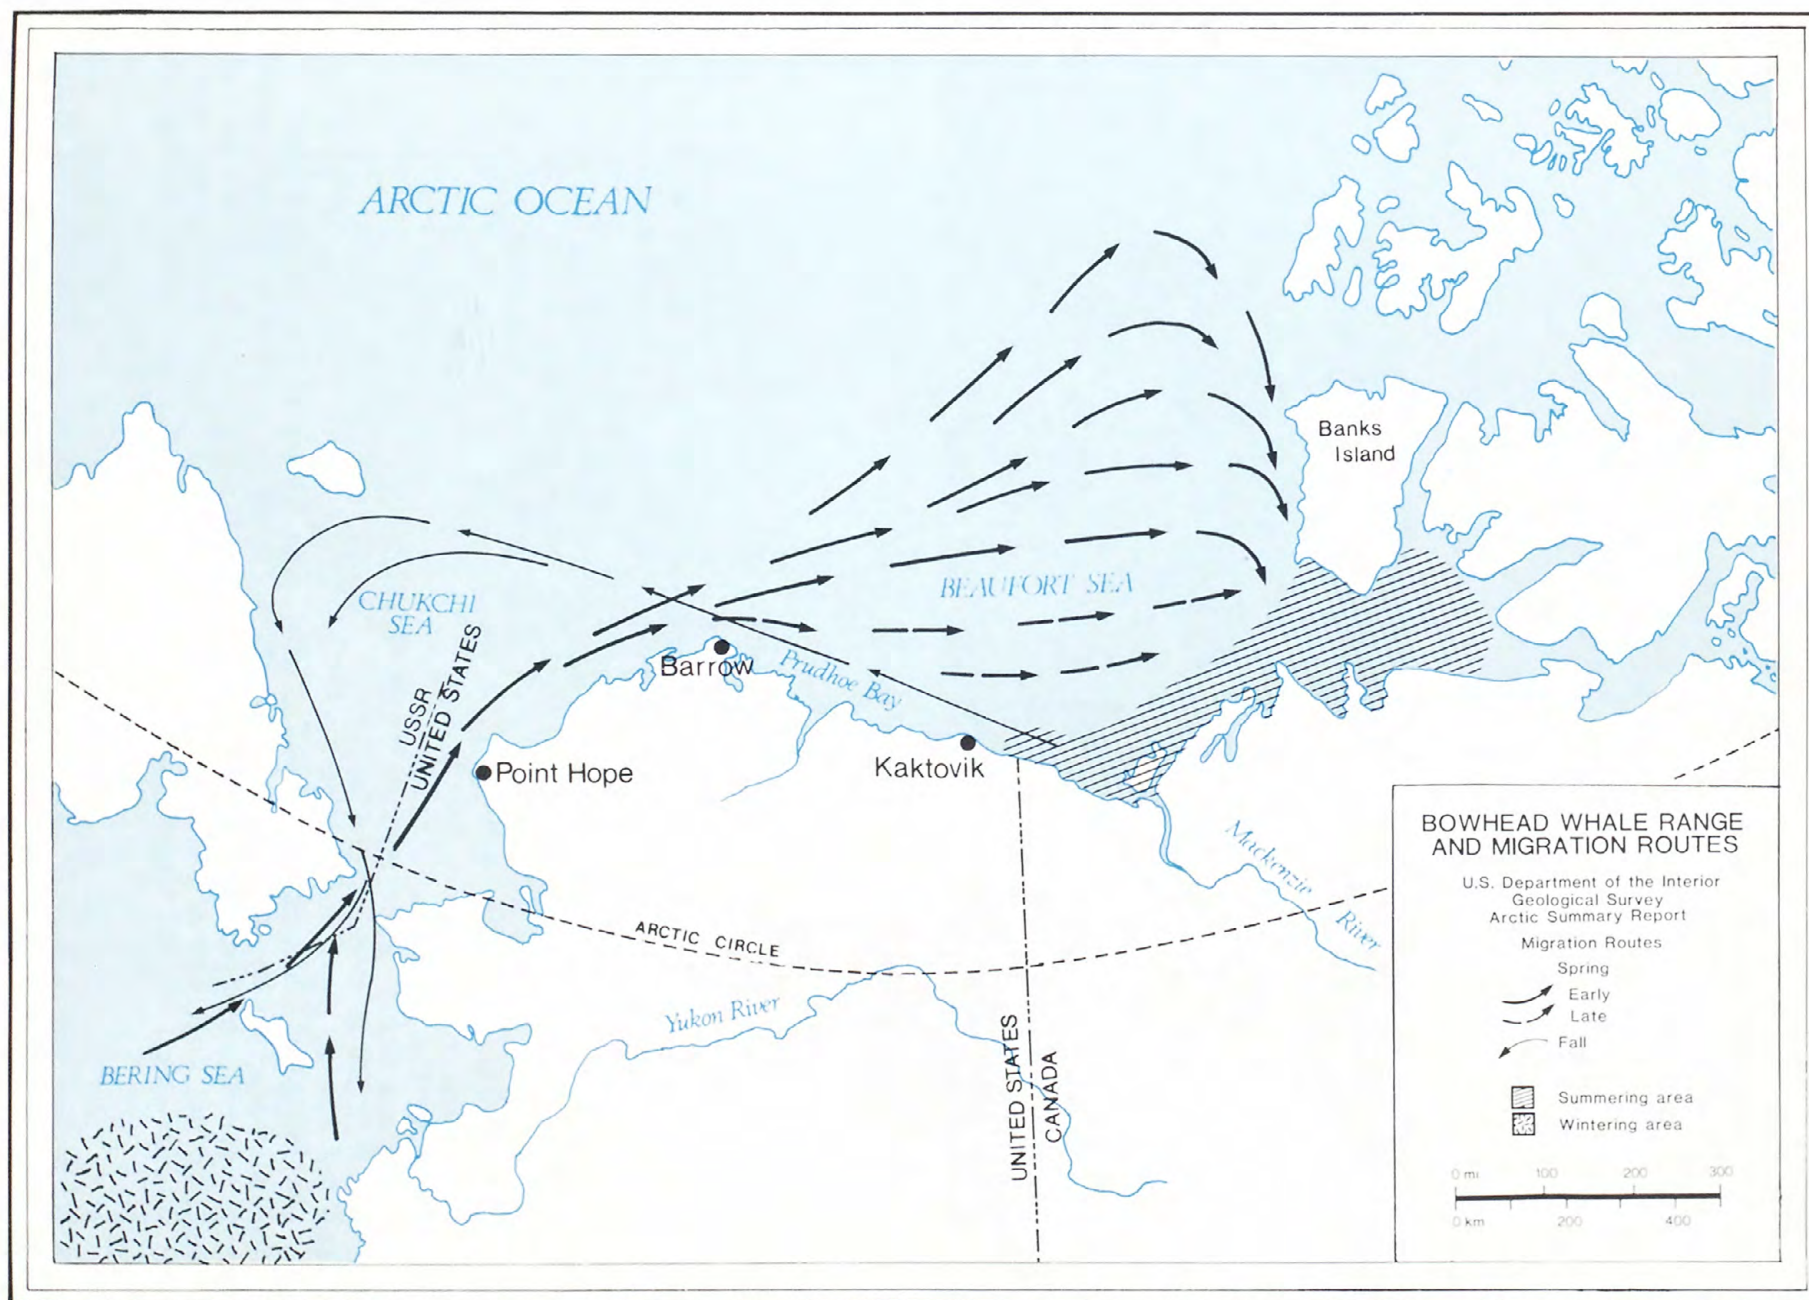 ARCTIC OCEAN
Banks
Island
CHUKCHI
SEA
BEAUFORT SEA
USSR
UNITED STATES
Barrow
Prudhoe Bay
Point Hope
Kaktovik
Mackenzie
River
ARCTIC CIRCLE
Yukon River
BERING SEA
UNITED STATES
CANADA
BOWHEAD WHALE RANGE
AND MIGRATION ROUTES
U.S. Department of the Interior
Geological Survey
Arctic Summary Report
Migration Routes
Spring
Early
Late
Fall
Summering area
Wintering area
0 mi 100 200 300
0 km 200 400